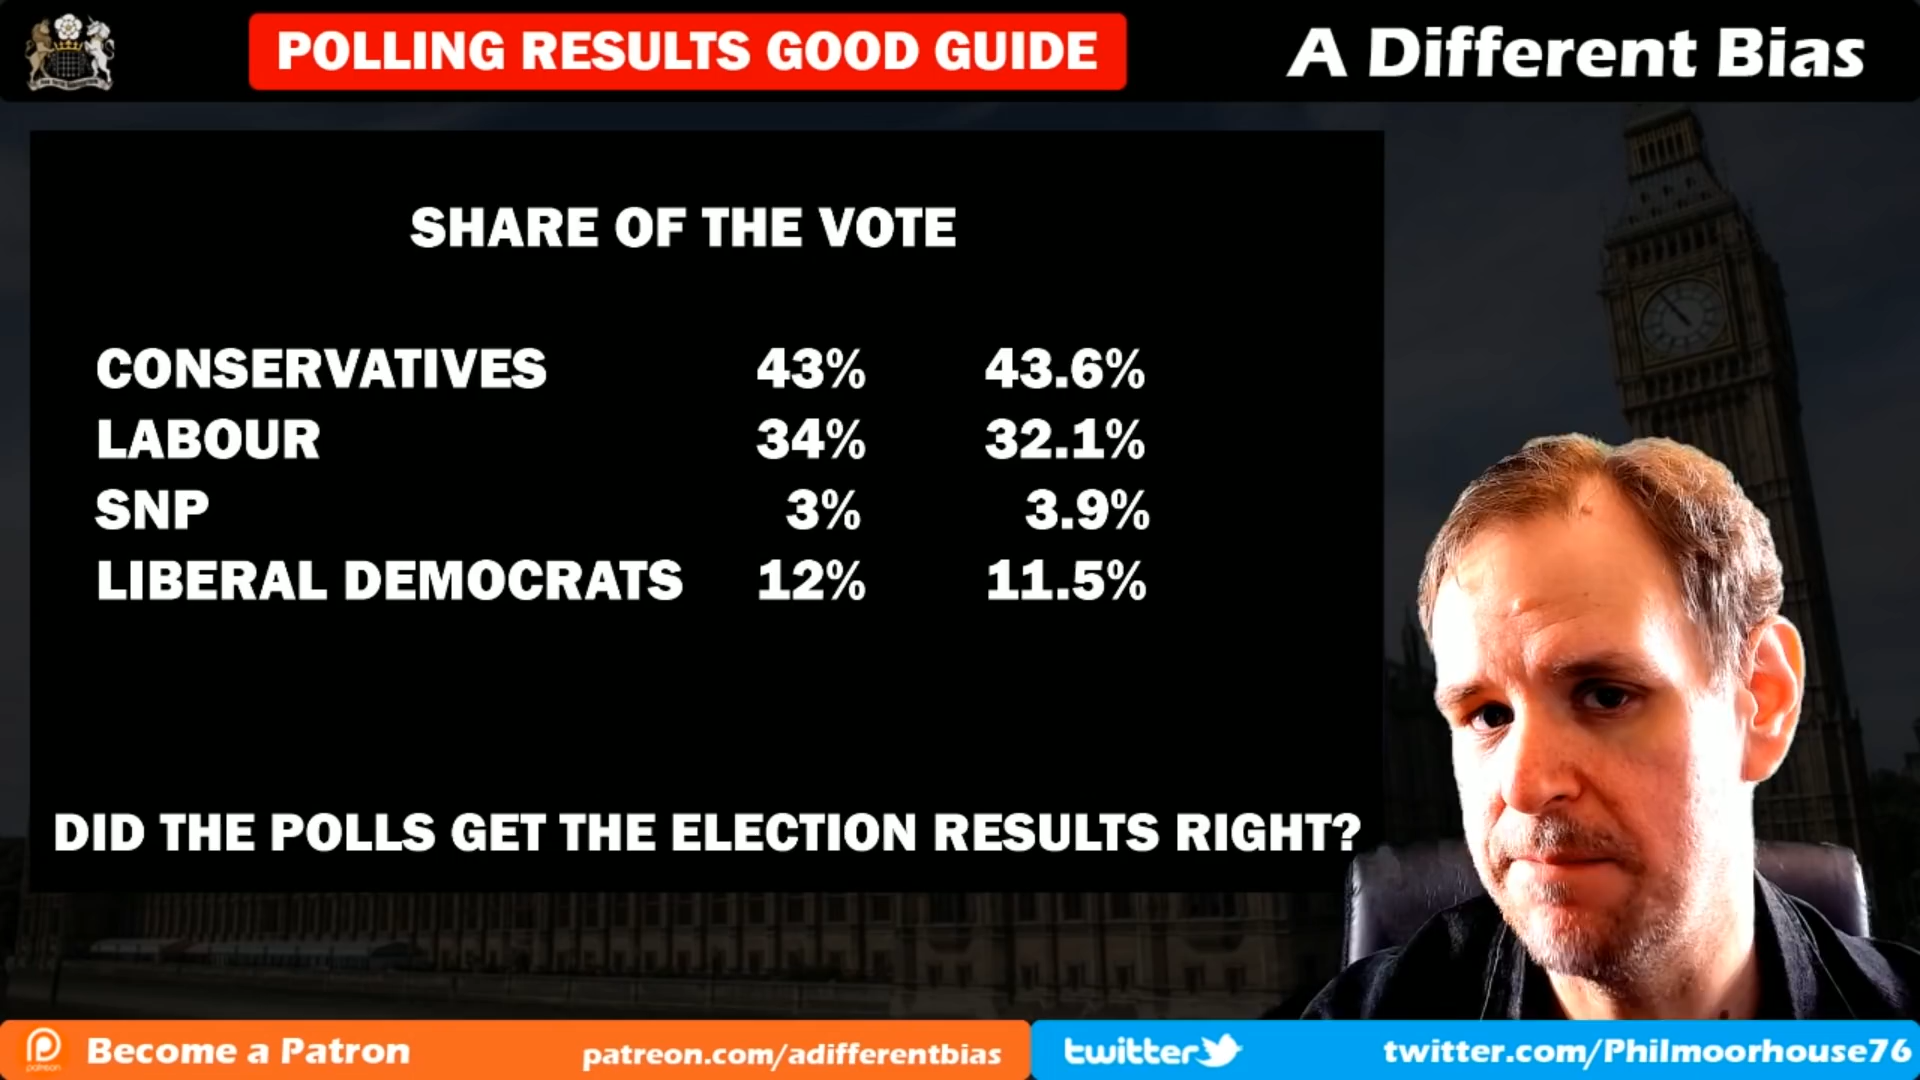 POLLING RESULTS GOOD GUIDE
A Different Bias
SHARE OF THE VOTE
CONSERVATIVES 43% 43.6%
LABOUR 34% 32.1%
SNP 3% 3.9%
LIBERAL DEMOCRATS 12% 11.5%
DID THE POLLS GET THE ELECTION RESULTS RIGHT?
Become a Patron patreon.com/adifferentbias
twitter twitter.com/Philmoorhouse76
patreon